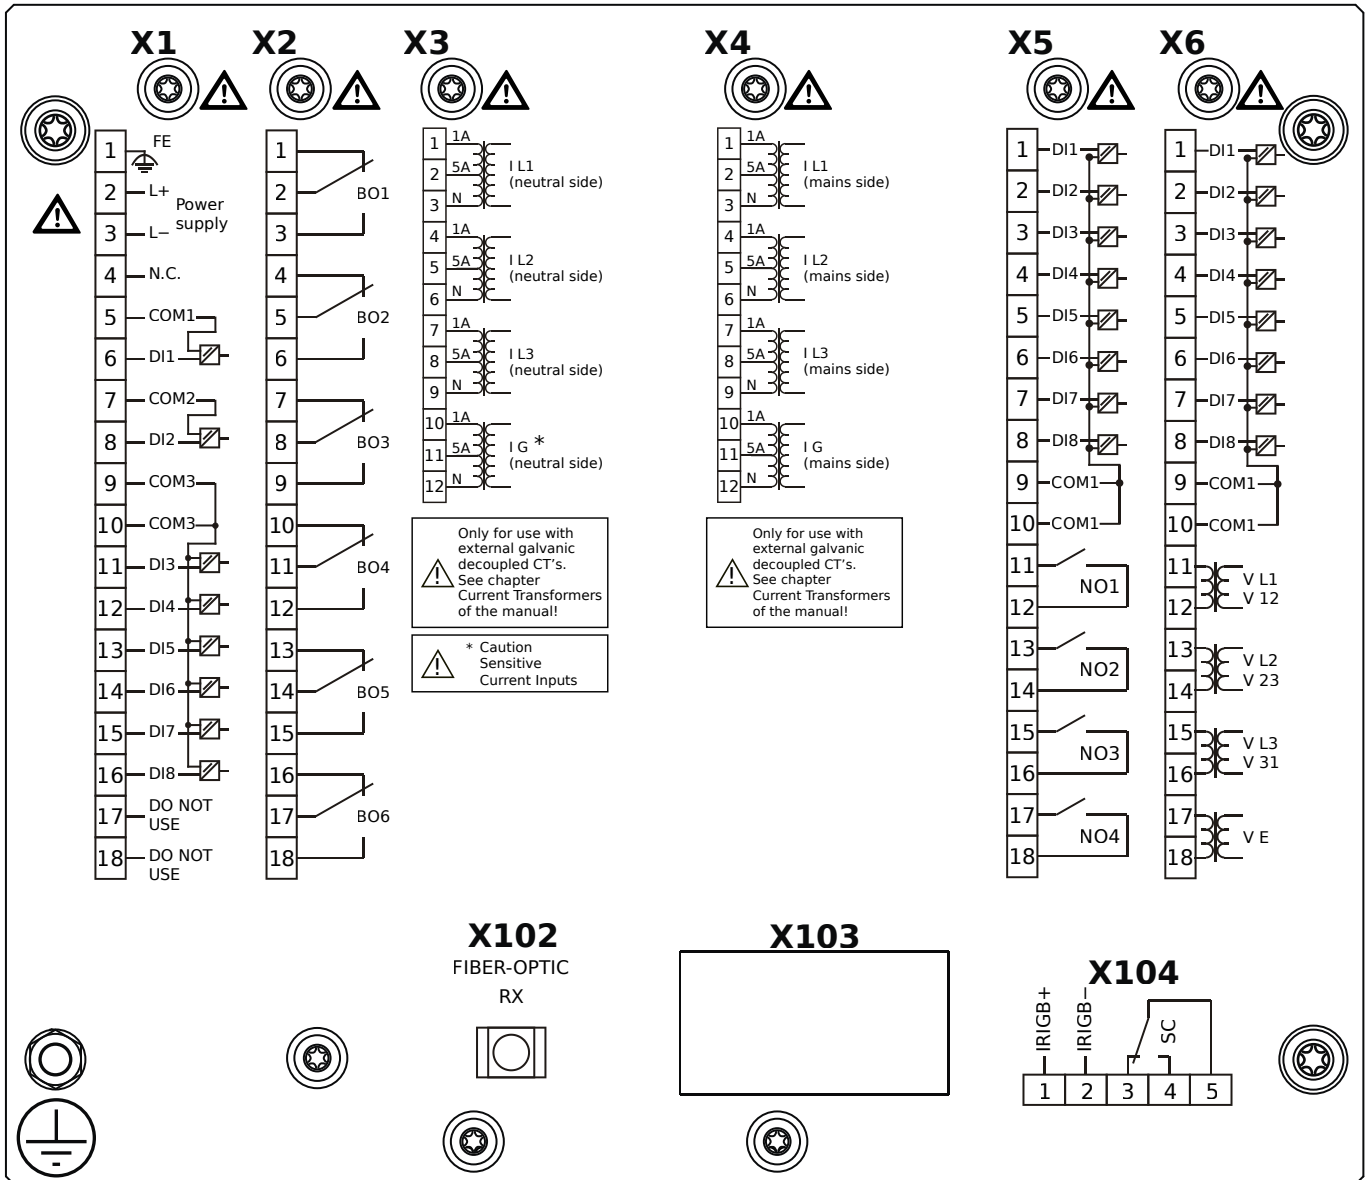 X1
X2
X3
X4
X5
X6
1 FE
2 L+
Power
supply
3 L−
4 N.C.
5 COM1
6 DI1
7 COM2
8 DI2
9 COM3
10 COM3
11 DI3
12 DI4
13 DI5
14 DI6
15 DI7
16 DI8
17 DO NOT
USE
18 DO NOT
USE
1
2 BO1
3
4
5 BO2
6
7
8 BO3
9
10
11 BO4
12
13
14 BO5
15
16
17 BO6
18
1 1A
2 5A
3 N
I L1
(neutral side)
4 1A
5 5A
6 N
I L2
(neutral side)
7 1A
8 5A
9 N
I L3
(neutral side)
10 1A
11 5A
12 N
I G *
(neutral side)
Only for use with
external galvanic
decoupled CT’s.
See chapter
Current Transformers
of the manual!
* Caution
Sensitive
Current Inputs
1 1A
2 5A
3 N
I L1
(mains side)
4 1A
5 5A
6 N
I L2
(mains side)
7 1A
8 5A
9 N
I L3
(mains side)
10 1A
11 5A
12 N
I G
(mains side)
Only for use with
external galvanic
decoupled CT’s.
See chapter
Current Transformers
of the manual!
1 DI1
2 DI2
3 DI3
4 DI4
5 DI5
6 DI6
7 DI7
8 DI8
9 COM1
10 COM1
11
NO1
12
13
NO2
14
15
NO3
16
17
NO4
18
1 DI1
2 DI2
3 DI3
4 DI4
5 DI5
6 DI6
7 DI7
8 DI8
9 COM1
10 COM1
11
V L1
V 12
12
13
V L2
V 23
14
15
V L3
V 31
16
17
V E
18
X102
FIBER-OPTIC
RX
X103
X104
IRIGB+
IRIGB−
SC
1 2 3 4 5